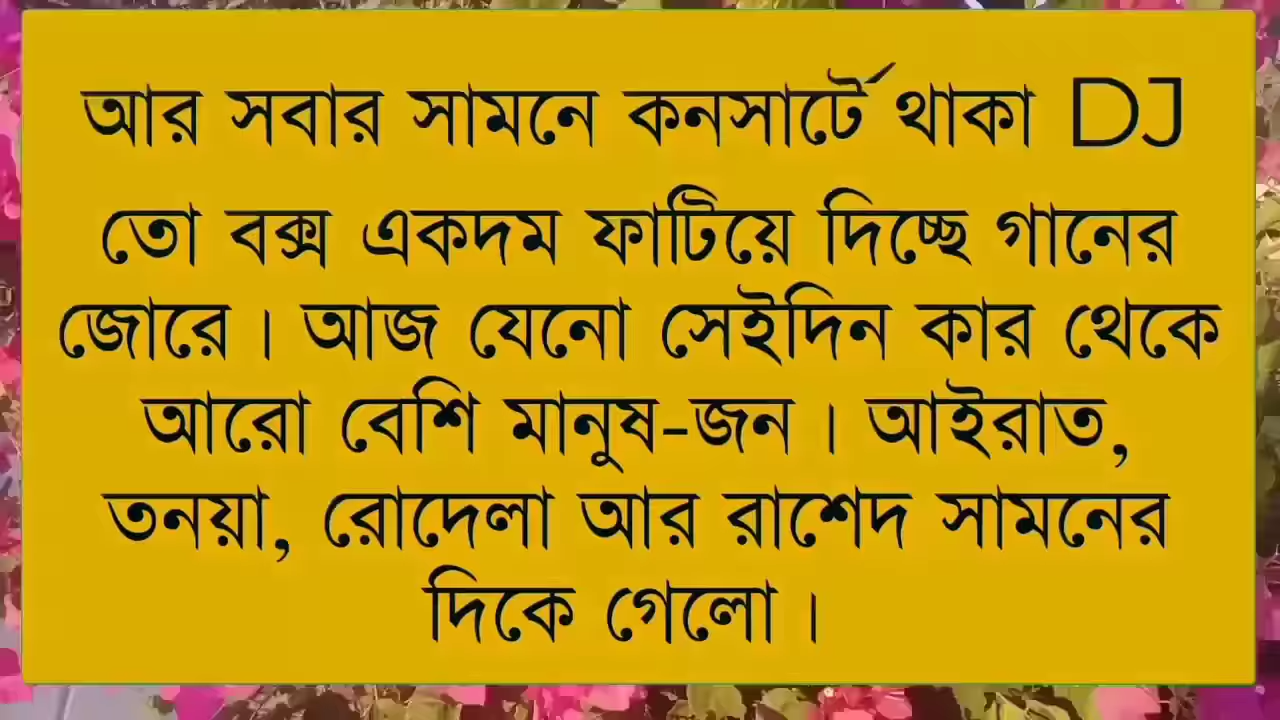 আর সবার সামনে কনসার্টে থাকা DJ
তো বক্স একদম ফাটিয়ে দিচ্ছে গানের
জোরে। আজ যেনো সেইদিন কার থেকে
আরো বেশি মানুষ-জন। আইরাত,
তনয়া, রোদেলা আর রাশেদ সামনের
দিকে গেলো।